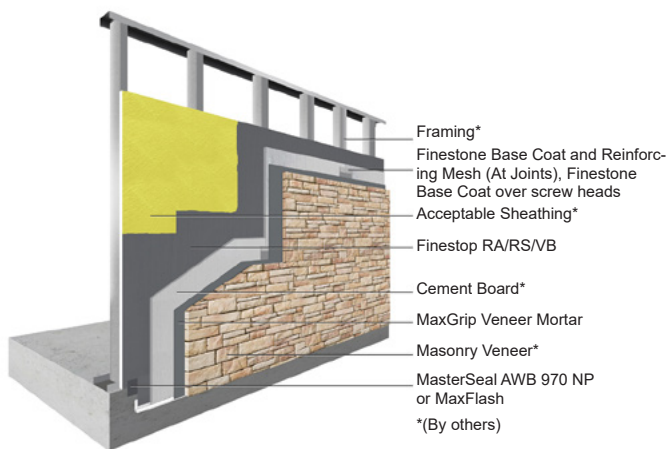 Framing*
Finestone Base Coat and Reinforc-
ing Mesh (At Joints), Finestone
Base Coat over screw heads
Acceptable Sheathing*
Finestop RA/RS/VB
Cement Board*
MaxGrip Veneer Mortar
Masonry Veneer*
MasterSeal AWB 970 NP
or MaxFlash
*(By others)